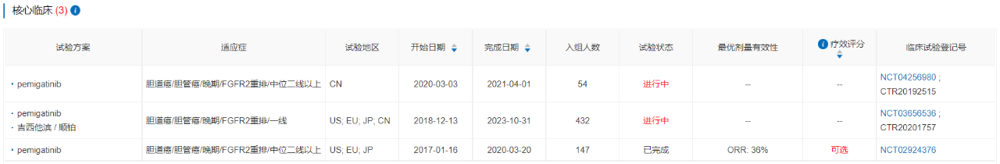 核心临床 (3)
试验方案 适应症 试验地区 开始日期 完成日期 入组人数 试验状态 最优剂量有效性 疗效评分 临床试验登记号
· pemigatinib 胆道癌/胆管癌/晚期/FGFR2重排/中位二线以上 CN 2020-03-03 2021-04-01 54 进行中 -- -- NCT04256980 ;
CTR20192515
· pemigatinib
· 吉西他滨 / 顺铂 胆道癌/胆管癌/晚期/FGFR2重排/一线 US; EU; JP; CN 2018-12-13 2023-10-31 432 进行中 -- -- NCT03656536 ;
CTR20201757
· pemigatinib 胆道癌/胆管癌/晚期/FGFR2重排/中位二线以上 US; EU; JP 2017-01-16 2020-03-20 147 已完成 ORR: 36% 可选 NCT02924376